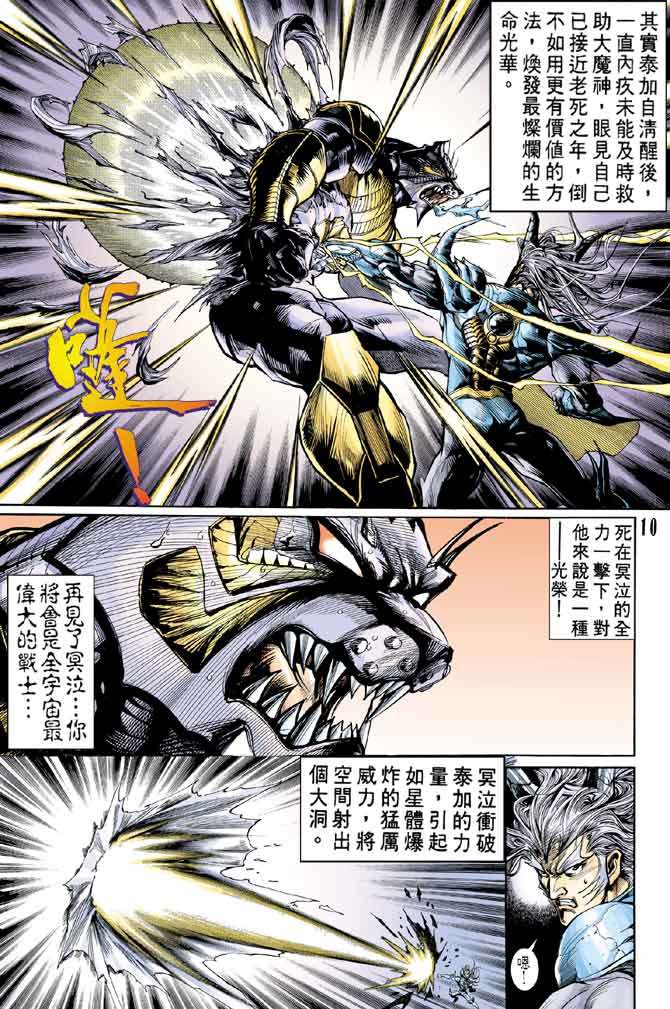 其實泰加自清醒後，
一直內疚未能及時救
助大魔神，眼見自己
已接近老死之年，倒
不如用更有價值的方
法，煥發最燦爛的生
命光華。
噠！
10
死在冥泣的全
力一擊下，對
他來說是一種
──光榮！
再見了冥泣…你
將會是全宇宙最
偉大的戰士…
冥泣衝破
泰加的力
量，引起
如星體爆
炸的猛厲
威力，將
空間射出
個大洞。
嗯！